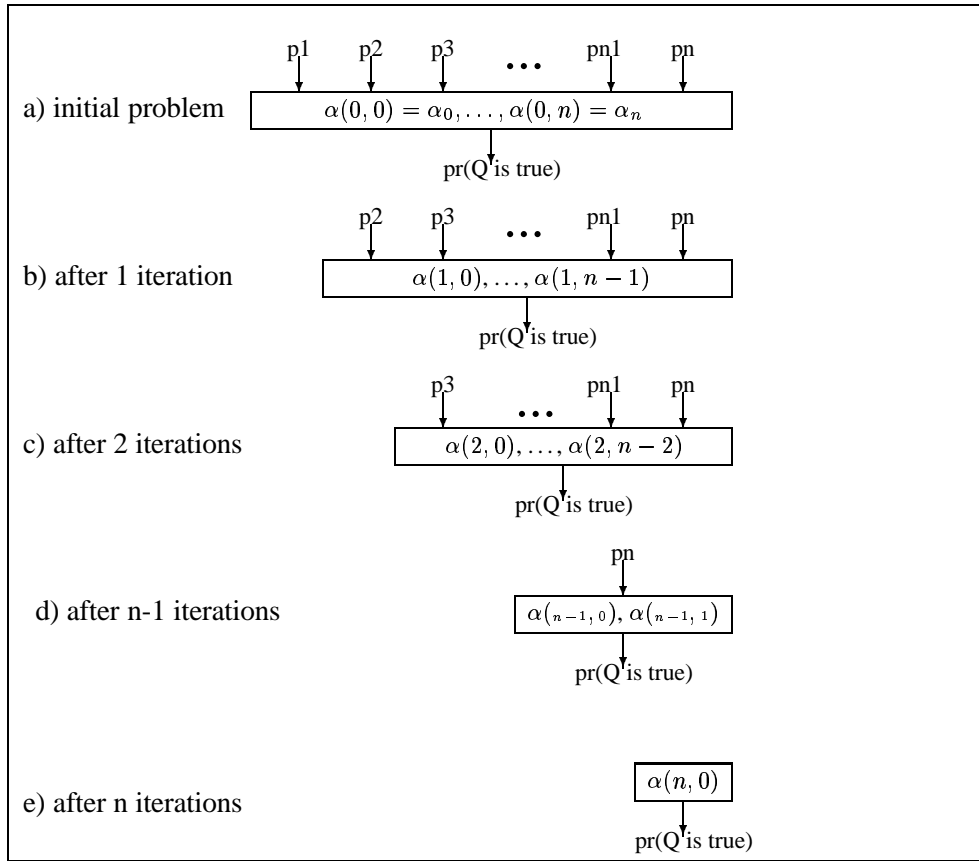 p1 p2 p3 ... pn1 pn
a) initial problem α(0, 0) = α₀, . . . , α(0, n) = αₙ
pr(Q is true)
p2 p3 ... pn1 pn
b) after 1 iteration α(1, 0), . . . , α(1, n − 1)
pr(Q is true)
p3 ... pn1 pn
c) after 2 iterations α(2, 0), . . . , α(2, n − 2)
pr(Q is true)
pn
d) after n-1 iterations α(n−1, 0), α(n−1, 1)
pr(Q is true)
e) after n iterations α(n, 0)
pr(Q is true)